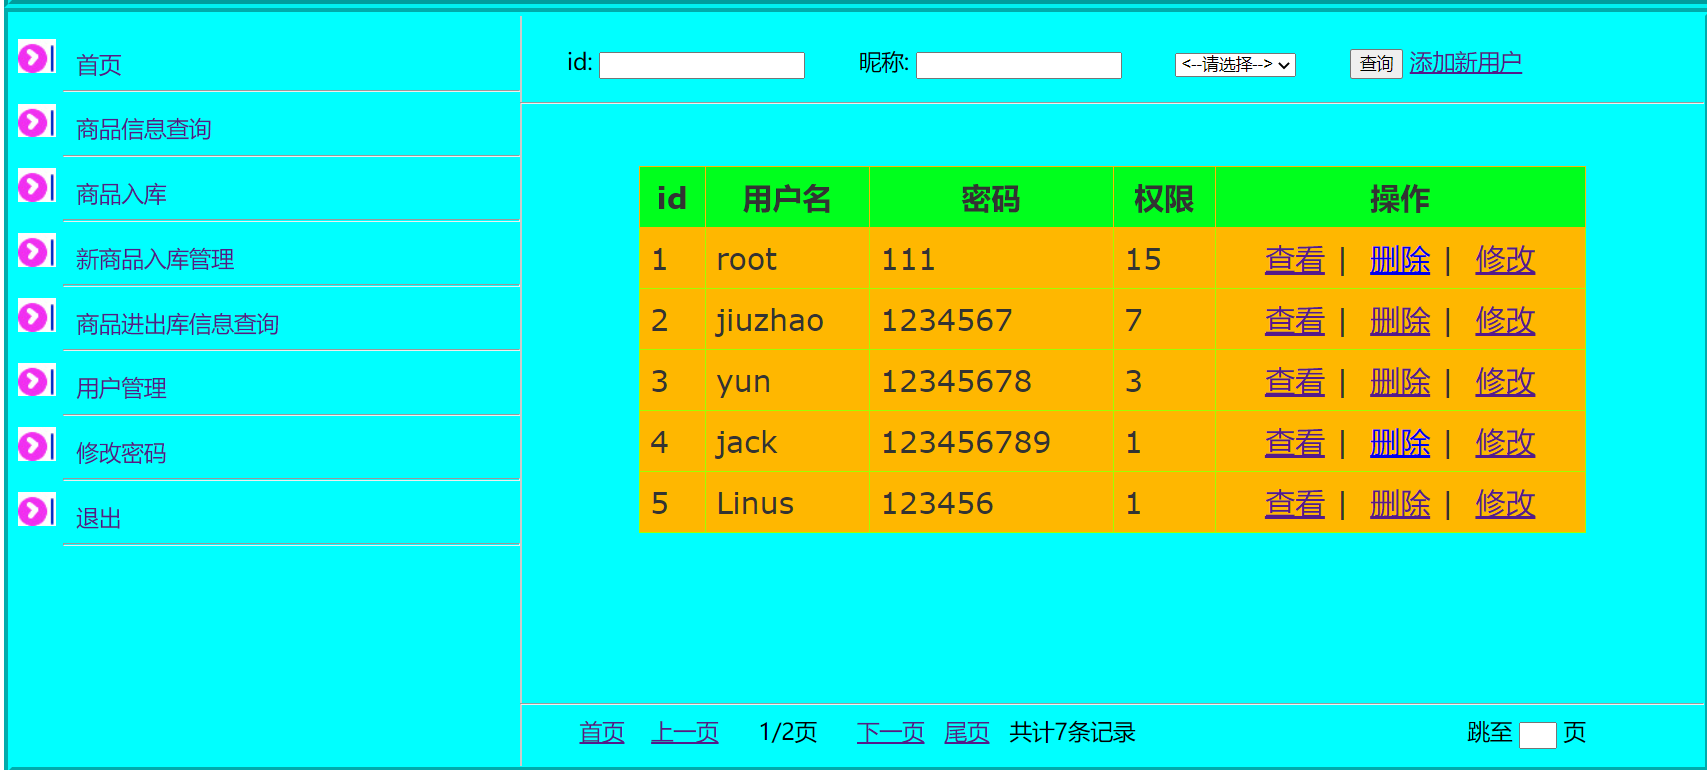 首页
商品信息查询
商品入库
新商品入库管理
商品进出库信息查询
用户管理
修改密码
退出
id: 昵称: <--请选择--> 查询 添加新用户
id 用户名 密码 权限 操作
1 root 111 15 查看 | 删除 | 修改
2 jiuzhao 1234567 7 查看 | 删除 | 修改
3 yun 12345678 3 查看 | 删除 | 修改
4 jack 123456789 1 查看 | 删除 | 修改
5 Linus 123456 1 查看 | 删除 | 修改
首页 上一页 1/2页 下一页 尾页 共计7条记录 跳至 页